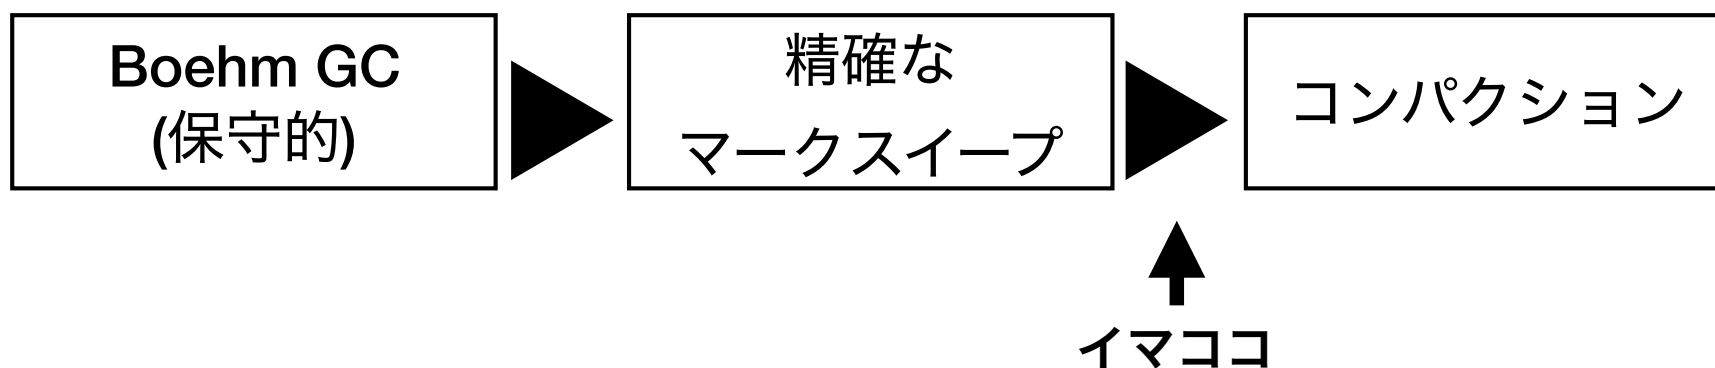 Boehm GC
(保守的)
精確な
マークスイープ
コンパクション
イマココ